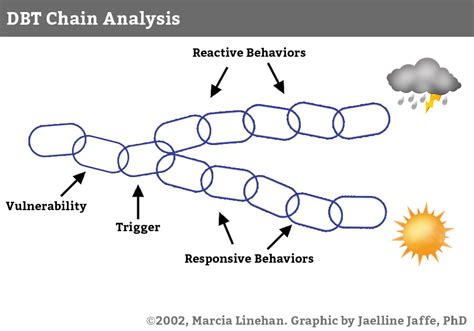 DBT Chain Analysis
Reactive Behaviors
Vulnerability
Trigger
Responsive Behaviors
©2002, Marcia Linehan. Graphic by Jaelline Jaffe, PhD